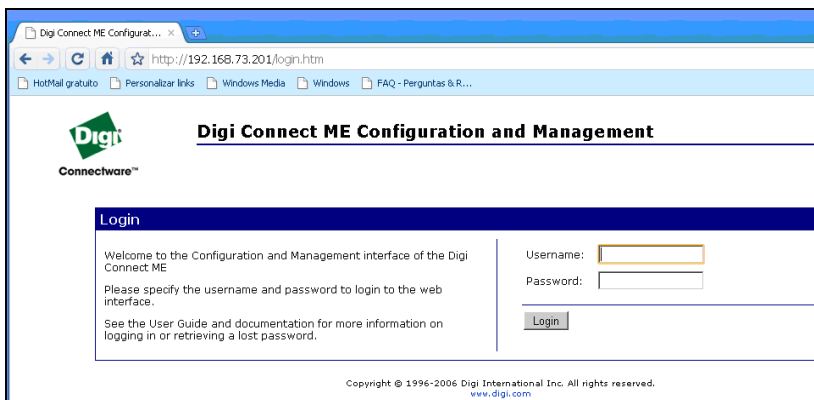 Digi Connect ME Configurat...
http://192.168.73.201/login.htm
HotMail gratuito Personalizar links Windows Media Windows FAQ - Perguntas & R...
Digi
Connectware™
Digi Connect ME Configuration and Management
Login
Welcome to the Configuration and Management interface of the Digi
Connect ME
Please specify the username and password to login to the web
interface.
See the User Guide and documentation for more information on
logging in or retrieving a lost password.
Username:
Password:
Login
Copyright © 1996-2006 Digi International Inc. All rights reserved.
www.digi.com